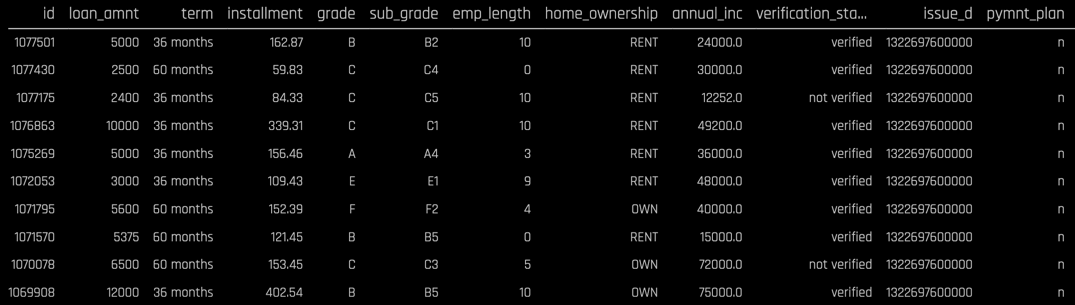 id loan_amnt term installment grade sub_grade emp_length home_ownership annual_inc verification_sta... issue_d pymnt_plan
1077501 5000 36 months 162.87 B B2 10 RENT 24000.0 verified 1322697600000 n
1077430 2500 60 months 59.83 C C4 0 RENT 30000.0 verified 1322697600000 n
1077175 2400 36 months 84.33 C C5 10 RENT 12252.0 not verified 1322697600000 n
1076863 10000 36 months 339.31 C C1 10 RENT 49200.0 verified 1322697600000 n
1075269 5000 36 months 156.46 A A4 3 RENT 36000.0 verified 1322697600000 n
1072053 3000 36 months 109.43 E E1 9 RENT 48000.0 verified 1322697600000 n
1071795 5600 60 months 152.39 F F2 4 OWN 40000.0 verified 1322697600000 n
1071570 5375 60 months 121.45 B B5 0 RENT 15000.0 verified 1322697600000 n
1070078 6500 60 months 153.45 C C3 5 OWN 72000.0 not verified 1322697600000 n
1069908 12000 36 months 402.54 B B5 10 OWN 75000.0 verified 1322697600000 n